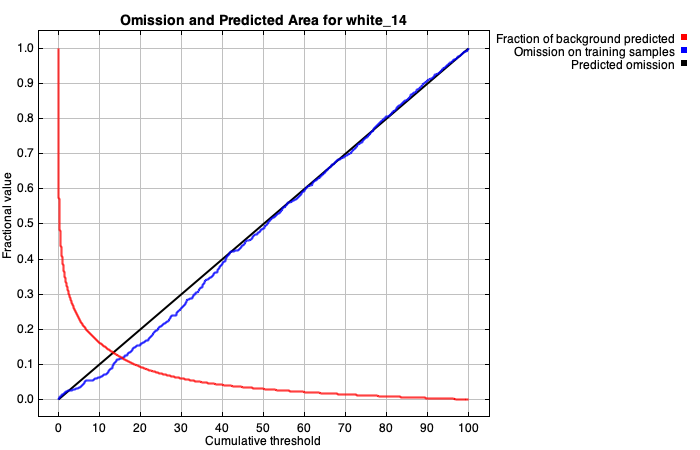 Omission and Predicted Area for white_14
Fraction of background predicted
Omission on training samples
Predicted omission
1.0
0.9
0.8
0.7
0.6
0.5
0.4
0.3
0.2
0.1
0.0
Fractional value
0 10 20 30 40 50 60 70 80 90 100
Cumulative threshold